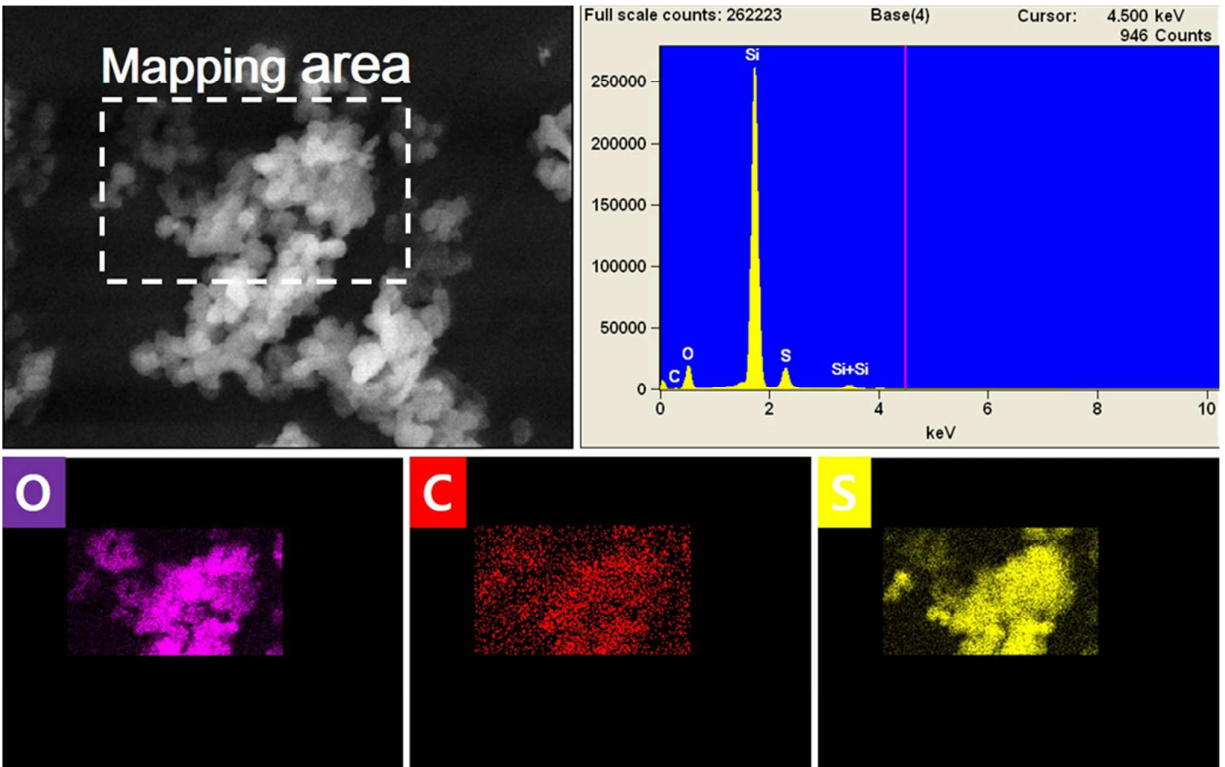 Mapping area
Full scale counts: 262223 Base(4) Cursor: 4.500 keV
946 Counts
Si
250000
200000
150000
100000
50000
0
C
O
S
Si+Si
0 2 4 6 8 10
keV
O
C
S